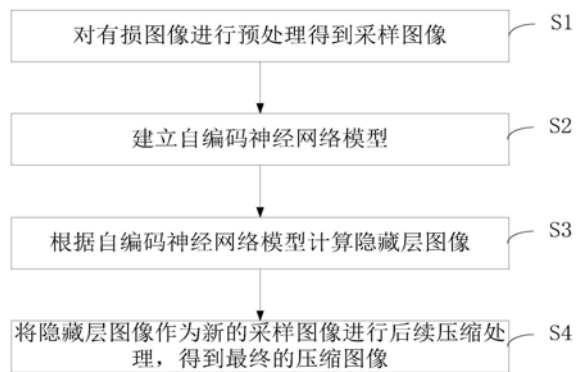 对有损图像进行预处理得到采样图像 S1
建立自编码神经网络模型 S2
根据自编码神经网络模型计算隐藏层图像 S3
将隐藏层图像作为新的采样图像进行后续压缩处 S4
理，得到最终的压缩图像